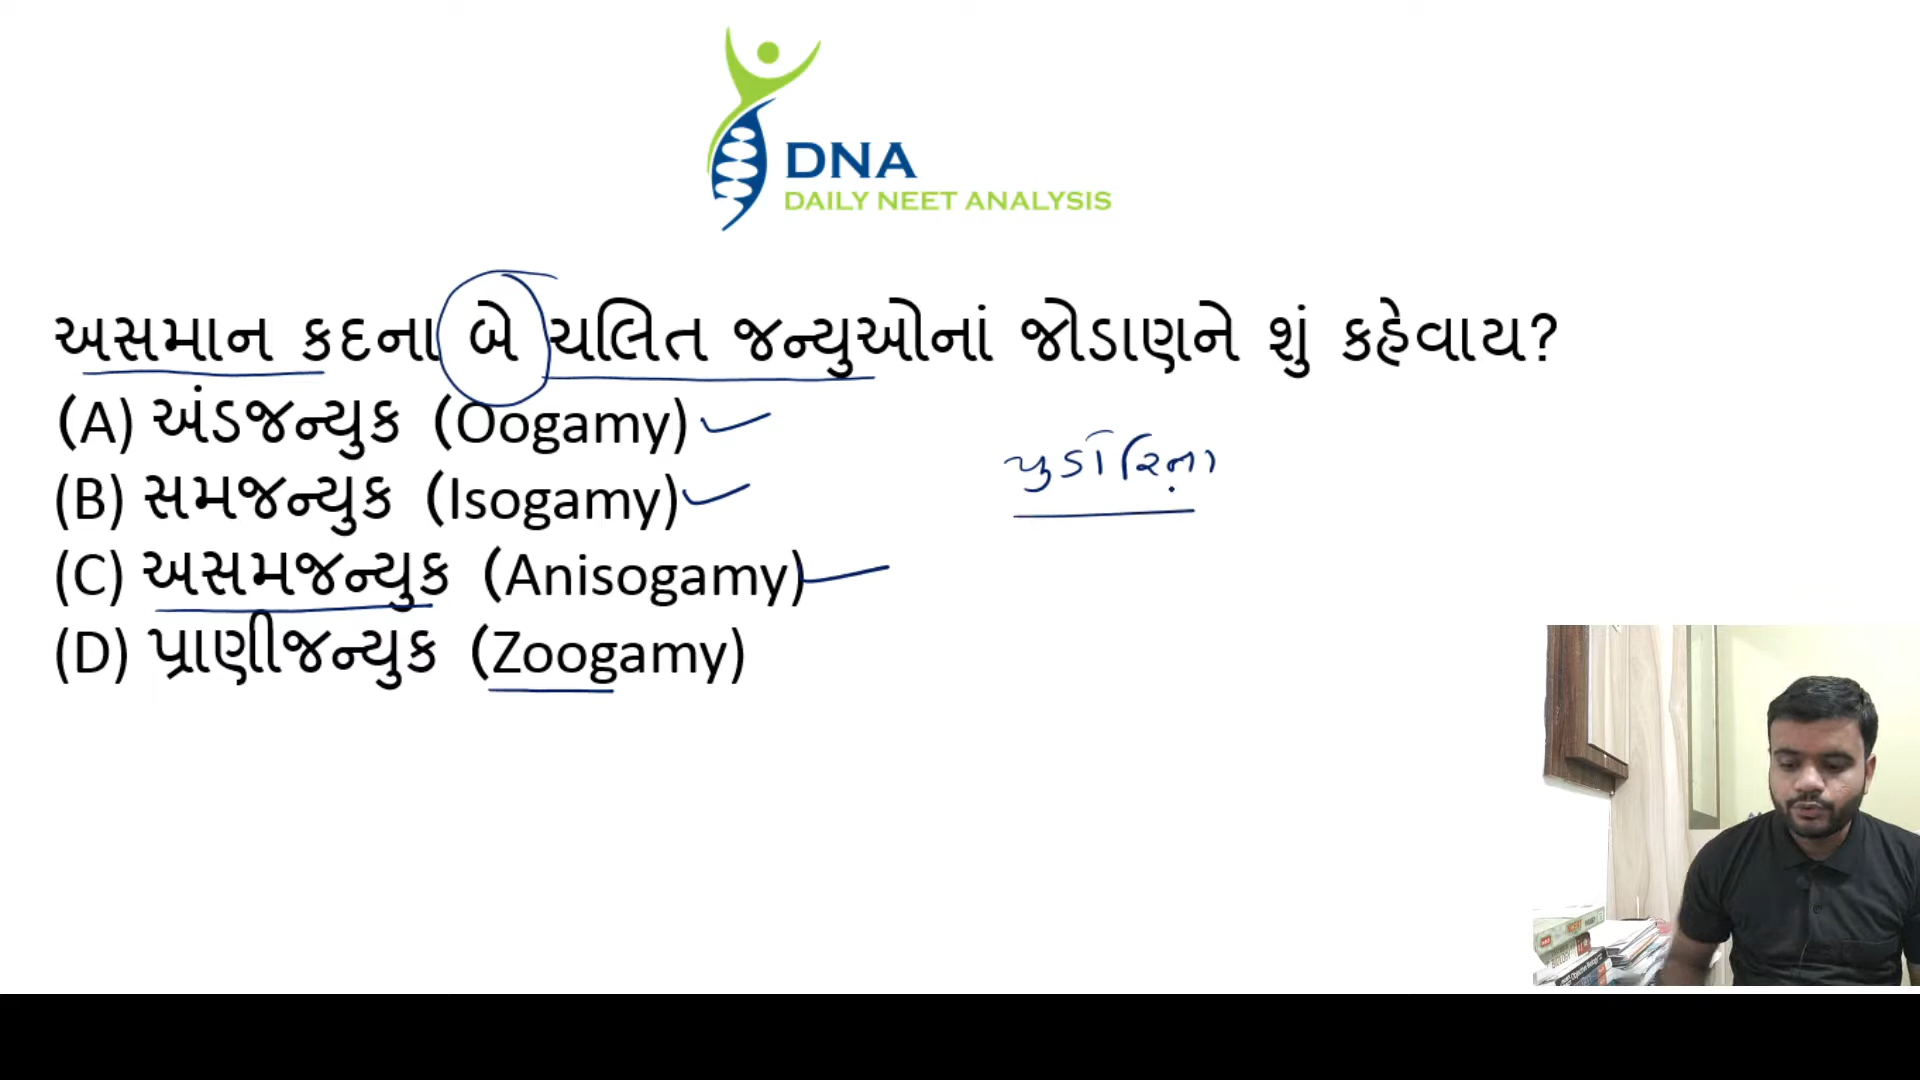 DNA
DAILY NEET ANALYSIS
અસમાન કદના બે ચલિત જન્યુઓનાં જોડાણને શું કહેવાય?
(A) અંડજન્યુક (Oogamy)
(B) સમજન્યુક (Isogamy)
(C) અસમજન્યુક (Anisogamy)
(D) પ્રાણીજન્યુક (Zoogamy)
યુડોરિના